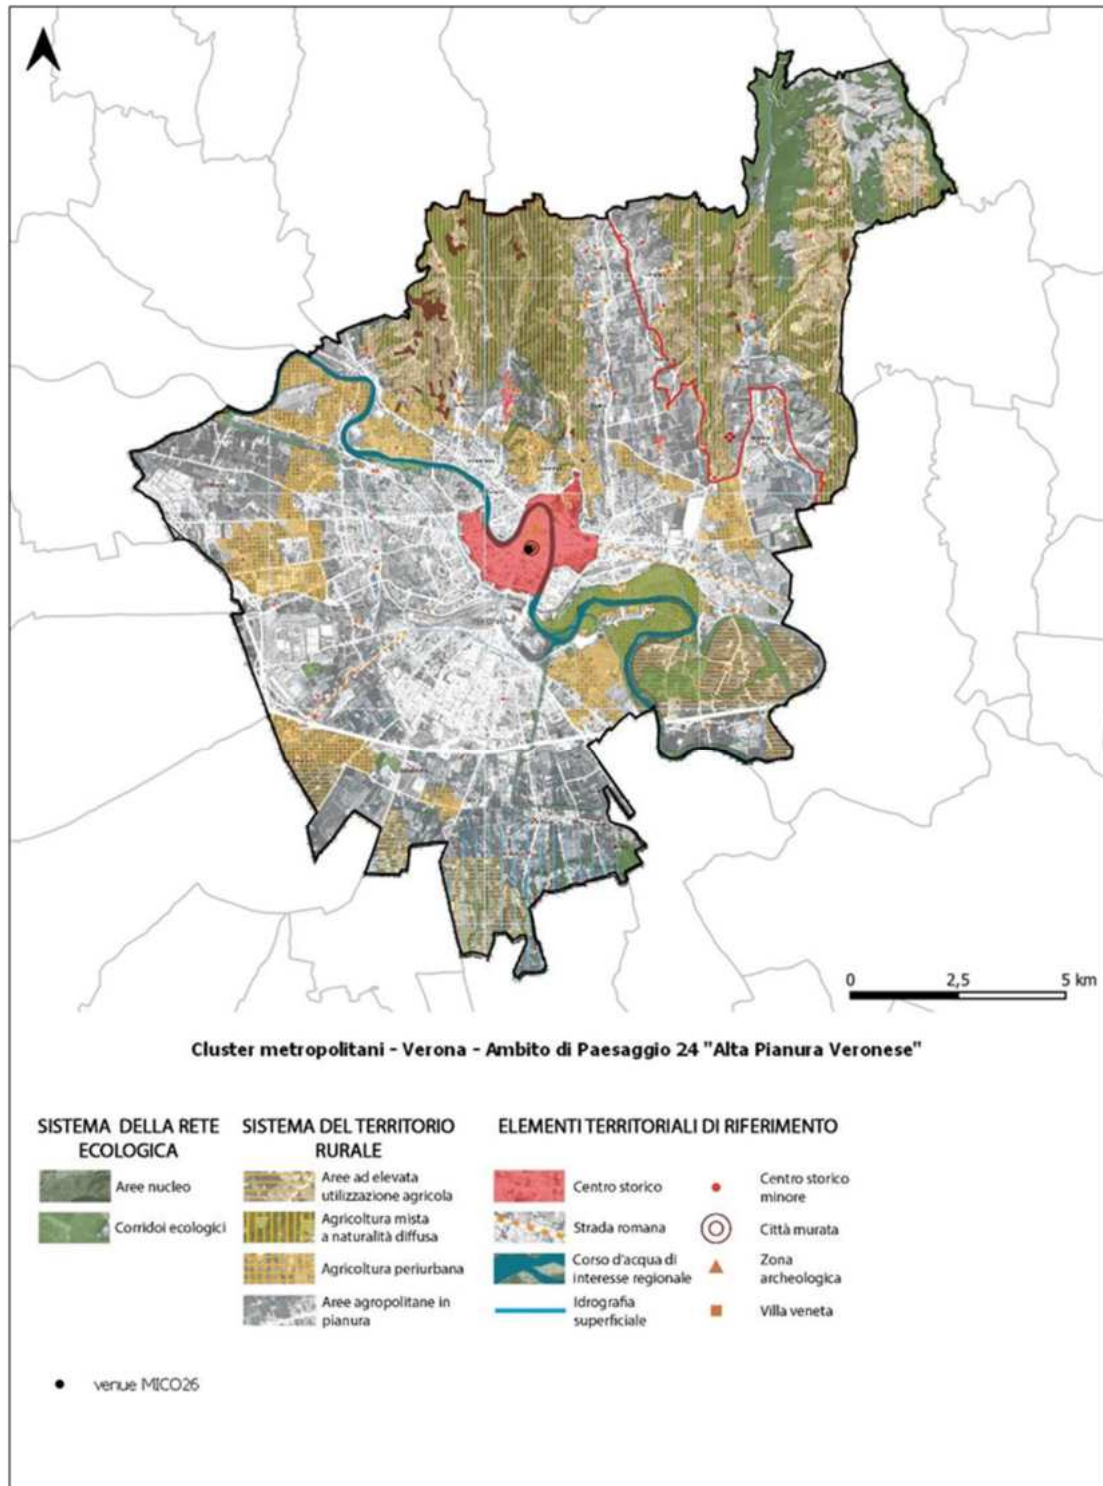 0 2,5 5 km
Cluster metropolitani - Verona - Ambito di Paesaggio 24 "Alta Pianura Veronese"
SISTEMA DELLA RETE
ECOLOGICA
Aree nucleo
Corridoi ecologici
SISTEMA DEL TERRITORIO
RURALE
Aree ad elevata
utilizzazione agricola
Agricoltura mista
a naturalità diffusa
Agricoltura periurbana
Aree agropolitane in
pianura
ELEMENTI TERRITORIALI DI RIFERIMENTO
Centro storico
Strada romana
Corso d'acqua di
interesse regionale
Idrografia
superficiale
Centro storico
minore
Città murata
Zona
archeologica
Villa veneta
venue MICO26